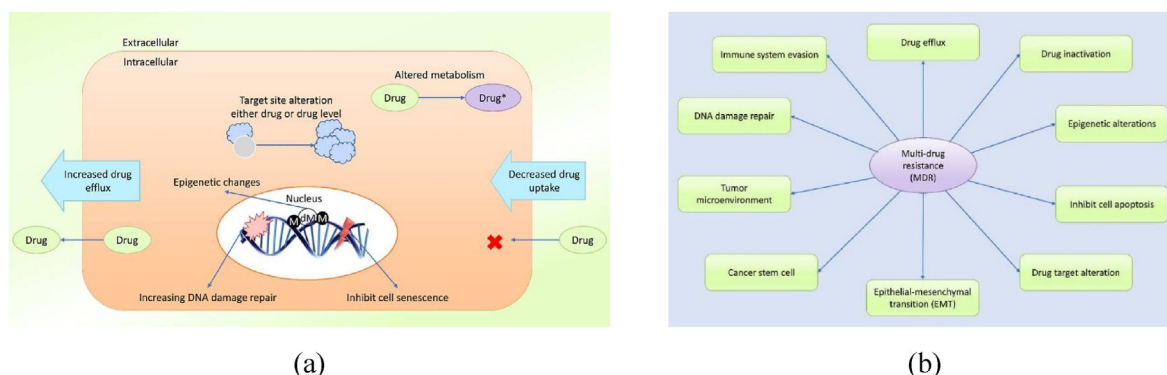 Extracellular
Intracellular
Altered metabolism
Drug
Drug*
Target site alteration
either drug or drug level
Increased drug
efflux
Decreased drug
uptake
Epigenetic changes
Nucleus
M
dM
M
Drug
Drug
Drug
Increasing DNA damage repair
Inhibit cell senescence
(a)
Drug efflux
Immune system evasion
Drug inactivation
DNA damage repair
Epigenetic alterations
Multi-drug
resistance
(MDR)
Tumor
microenvironment
Inhibit cell apoptosis
Cancer stem cell
Drug target alteration
Epithelial-mesenchymal
transition (EMT)
(b)